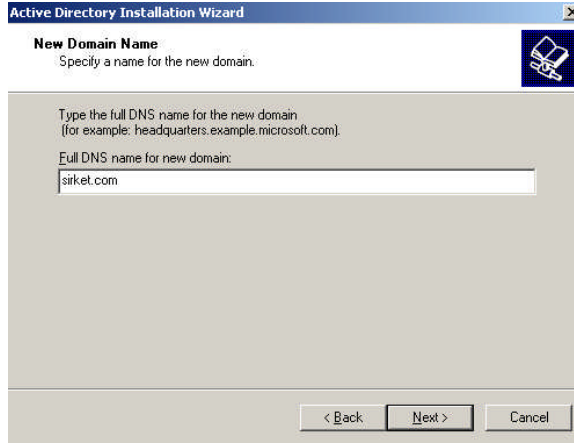 Active Directory Installation Wizard
New Domain Name
Specify a name for the new domain.
Type the full DNS name for the new domain
(for example: headquarters.example.microsoft.com).
Full DNS name for new domain:
sirket.com
< Back Next > Cancel